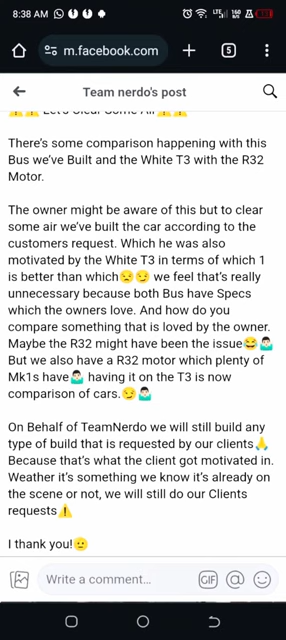 8:38 AM
m.facebook.com
5
Team nerdo's post
⚠️⚠️ Let's Clear Some Air ⚠️⚠️
There's some comparison happening with this
Bus we've Built and the White T3 with the R32
Motor.
The owner might be aware of this but to clear
some air we've built the car according to the
customers request. Which he was also
motivated by the White T3 in terms of which 1
is better than which😒😏 we feel that's really
unnecessary because both Bus have Specs
which the owners love. And how do you
compare something that is loved by the owner.
Maybe the R32 might have been the issue😂🤷🏻‍♂️
But we also have a R32 motor which plenty of
Mk1s have🤷🏻‍♂️ having it on the T3 is now
comparison of cars.😏🤷🏻‍♂️
On Behalf of TeamNerdo we will still build any
type of build that is requested by our clients🙏
Because that's what the client got motivated in.
Weather it's something we know it's already on
the scene or not, we will still do our Clients
requests⚠️
I thank you!🫡
Write a comment...
GIF